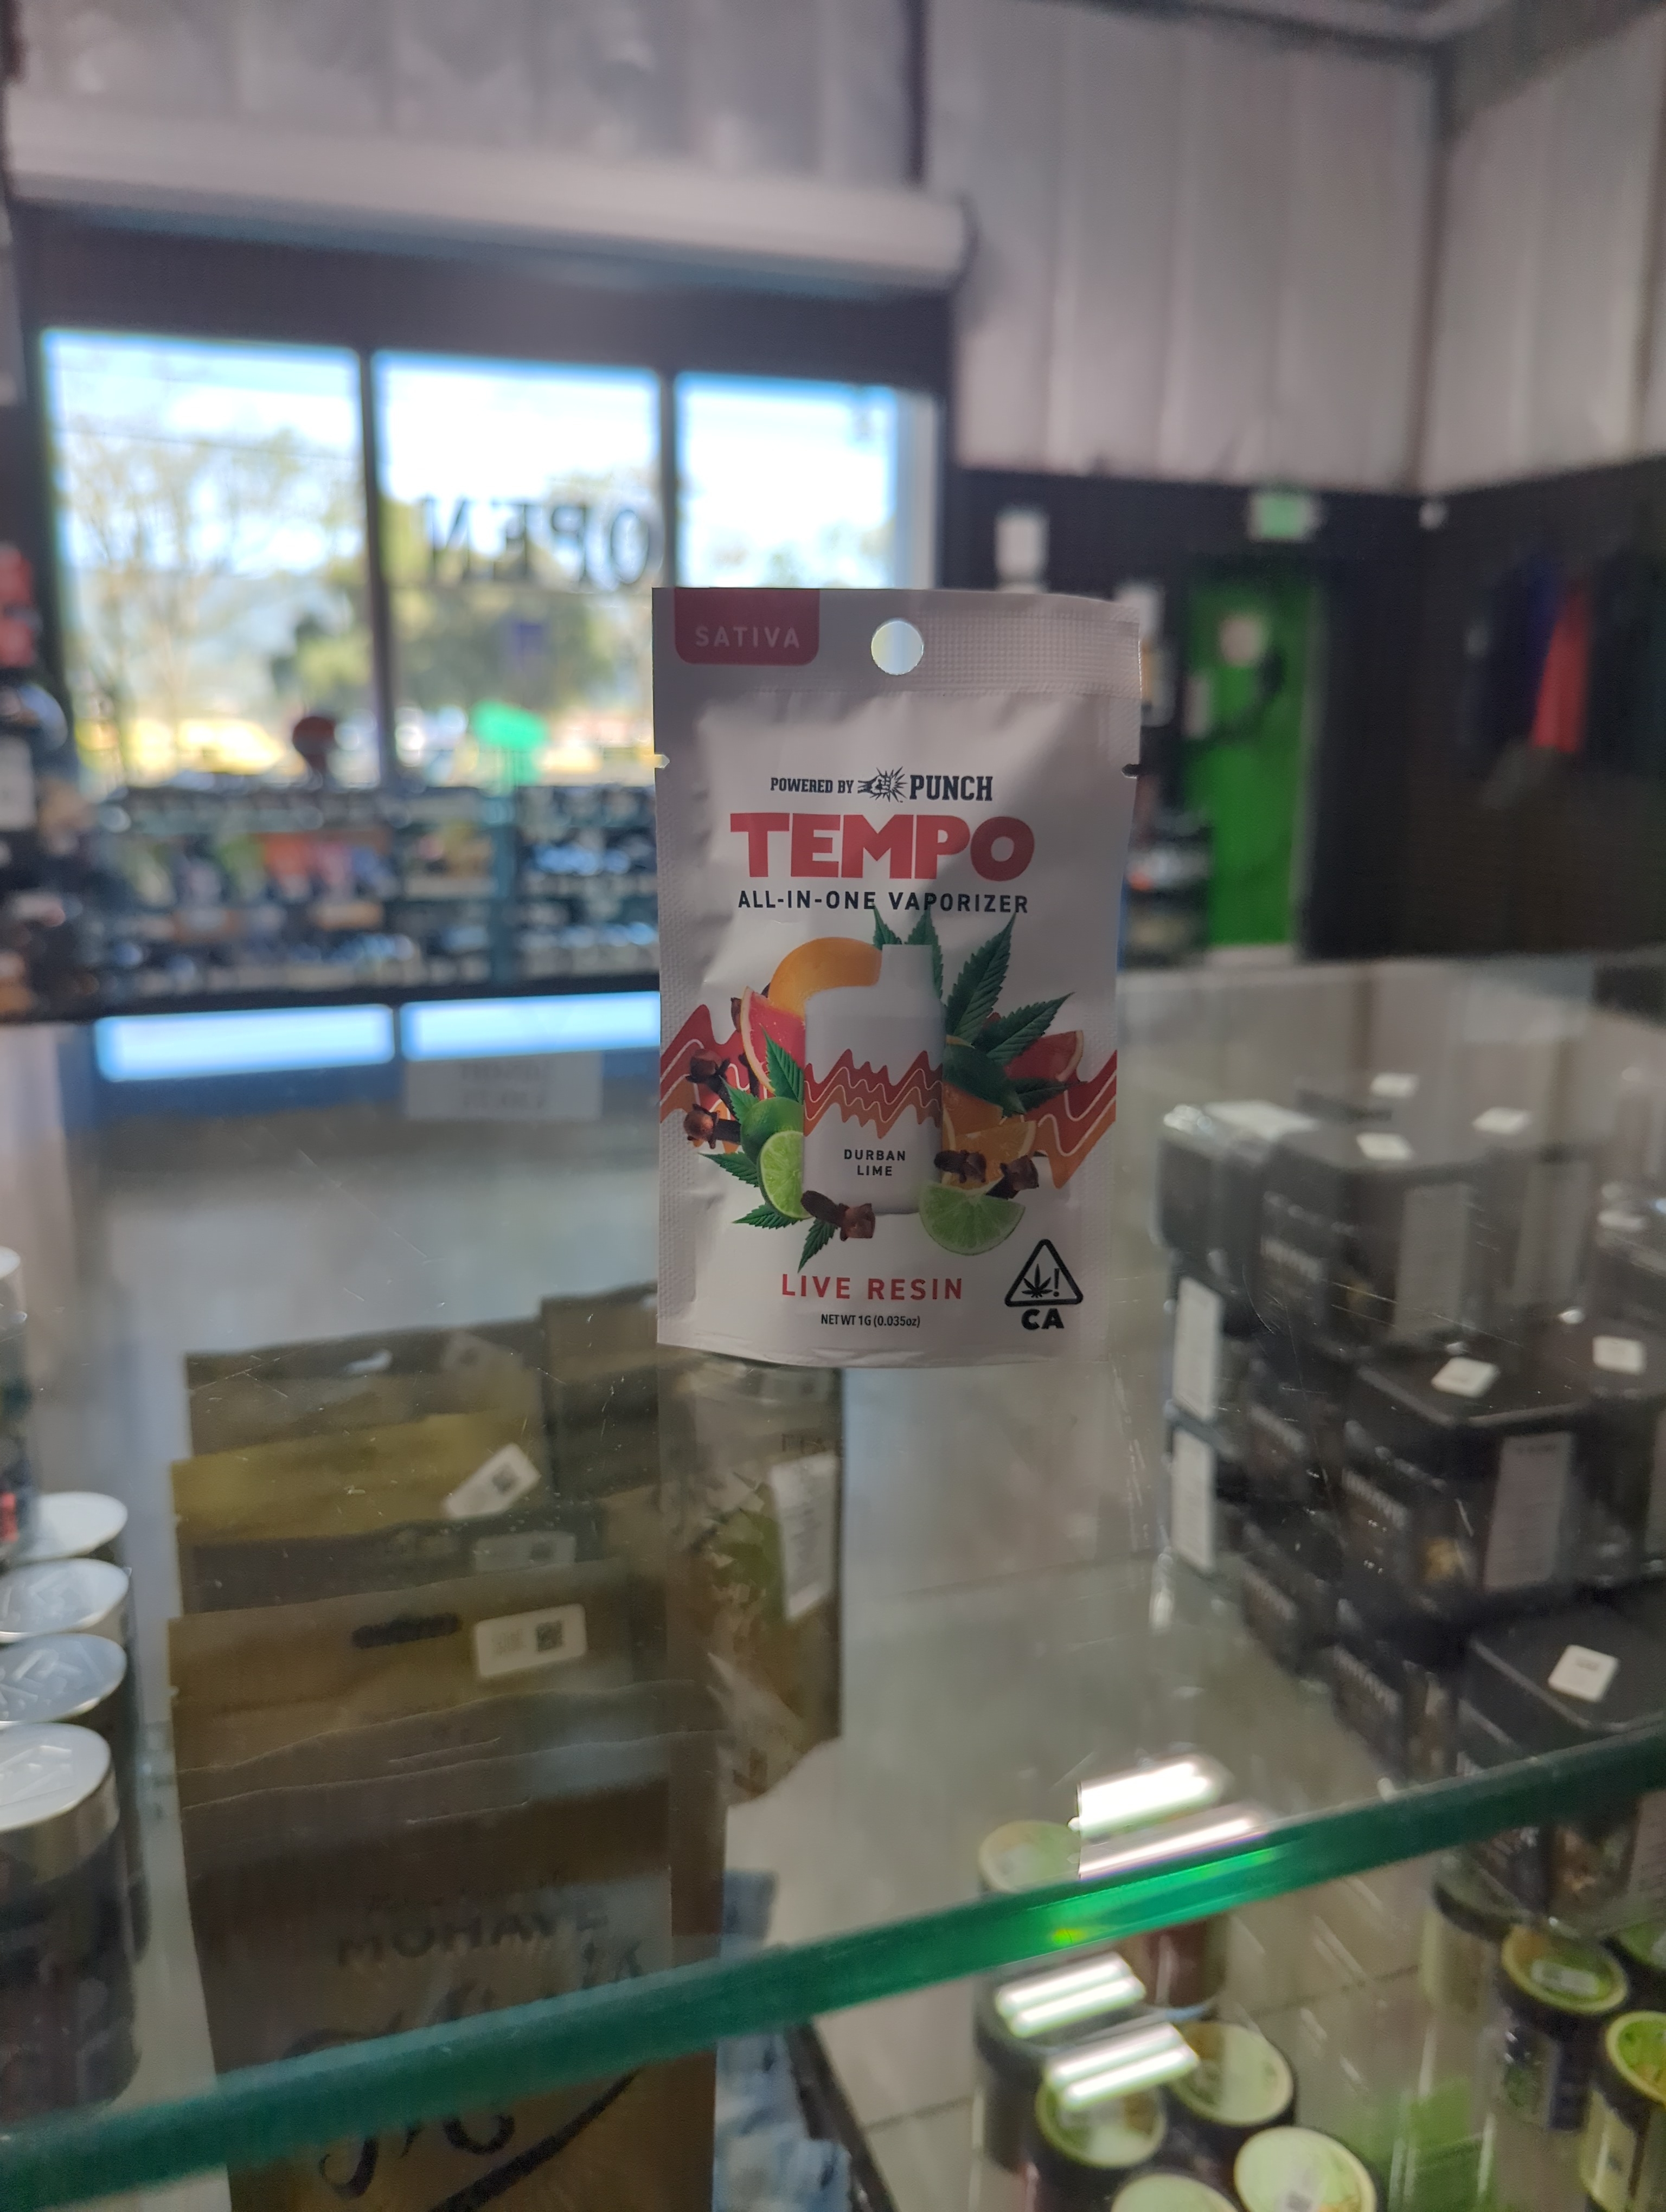 OPEN
SATIVA
POWERED BY PUNCH
TEMPO
ALL-IN-ONE VAPORIZER
DURBAN
LIME
LIVE RESIN
NET WT 1G (0.035oz)
CA
MOHAVE